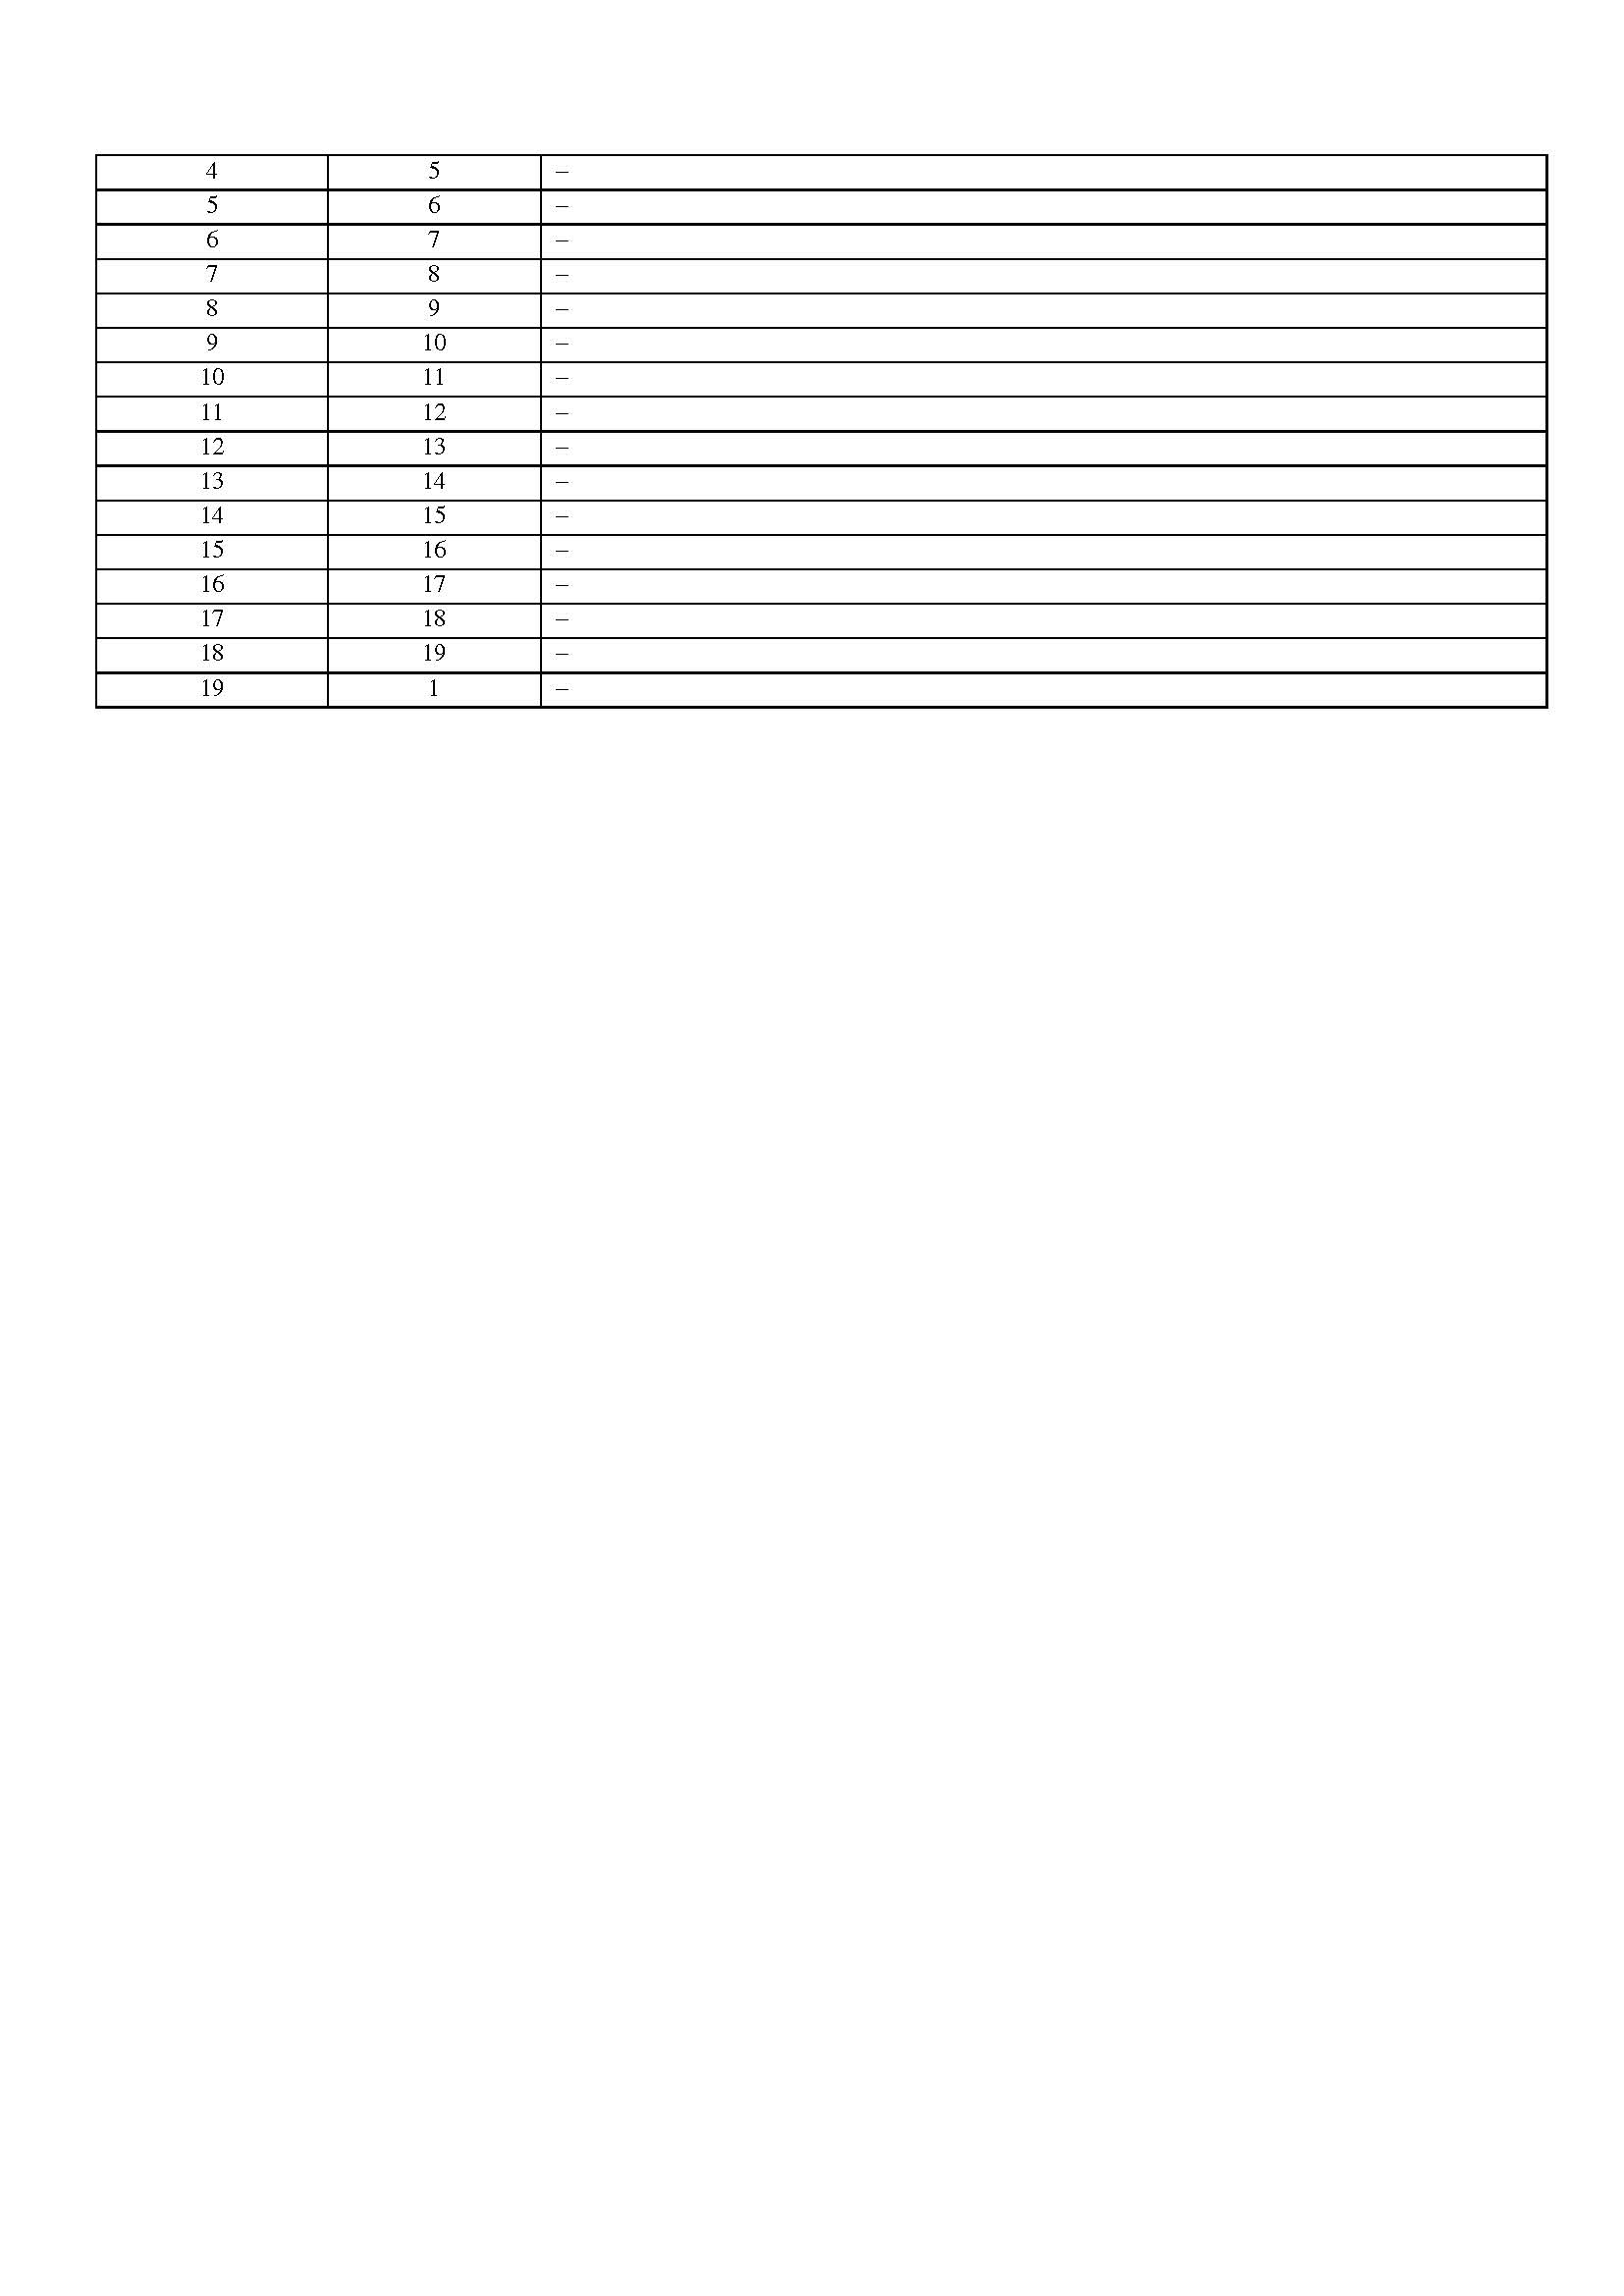 4 5 –
5 6 –
6 7 –
7 8 –
8 9 –
9 10 –
10 11 –
11 12 –
12 13 –
13 14 –
14 15 –
15 16 –
16 17 –
17 18 –
18 19 –
19 1 –